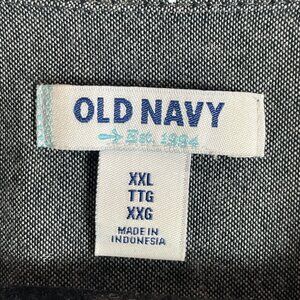 OLD NAVY
Est. 1994
XXL
TTG
XXG
MADE IN
INDONESIA